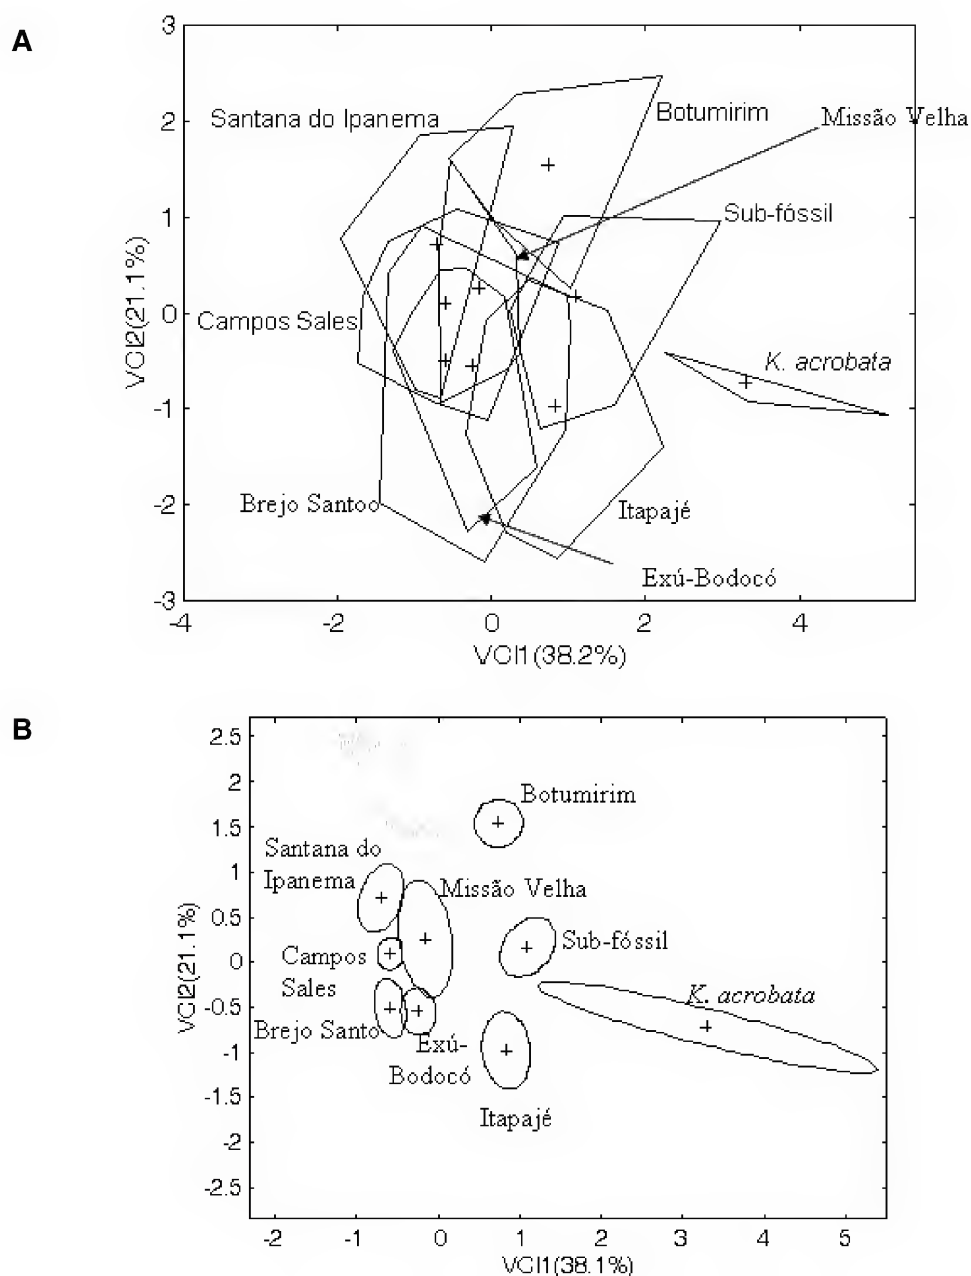 A
3
2
1
0
-1
-2
-3
VCI2(21.1%)
Santana do Ipanema
Botumirim
Missão Velha
Sub-fóssil
Campos Sales
K. acrobata
Brejo Santoo
Itapajé
Exú-Bodocó
-4
-2
0
2
4
VCI1(38.2%)
B
2.5
2
1.5
1
0.5
0
-0.5
-1
-1.5
-2
-2.5
VCI2(21.1%)
Botumirim
Santana do
Ipanema
Missão Velha
Campos
Sales
Sub-fóssil
K. acrobata
Brejo Santo
Exú-
Bodocó
Itapajé
-2
-1
0
1
2
3
4
5
VCI1(38.1%)